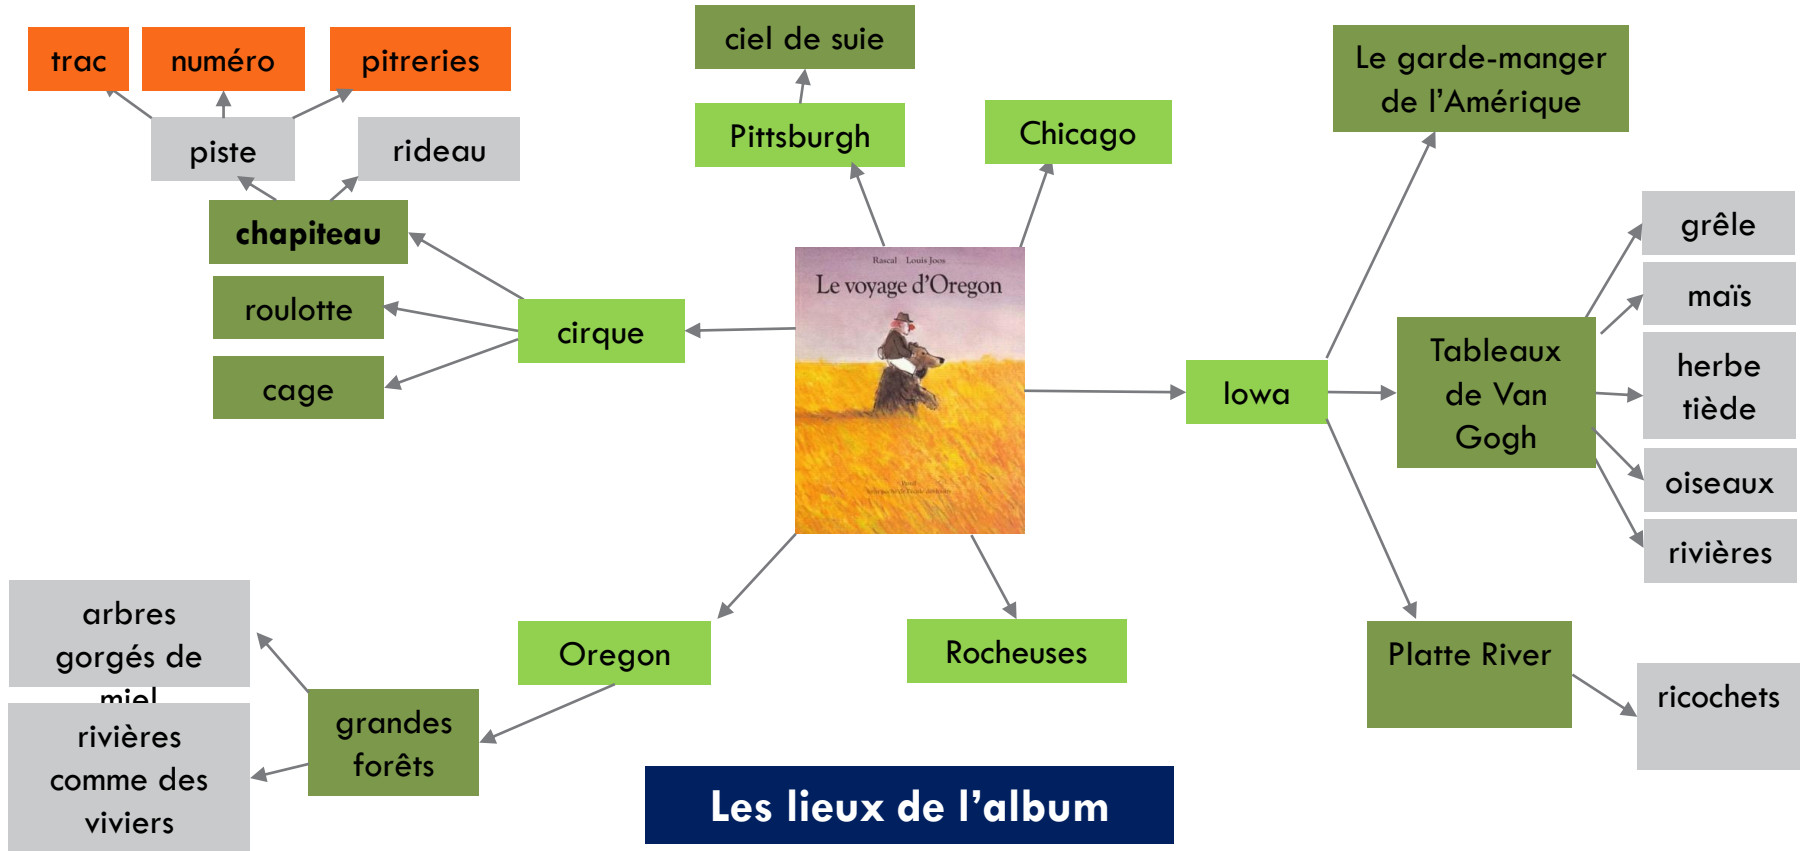 trac
numéro
pitreries
piste
rideau
chapiteau
roulotte
cage
cirque
ciel de suie
Pittsburgh
Chicago
Rascal Louis Joos
Le voyage d'Oregon
Le garde-manger
de l'Amérique
Iowa
Tableaux
de Van
Gogh
grêle
maïs
herbe
tiède
oiseaux
rivières
Platte River
ricochets
Rocheuses
Oregon
grandes
forêts
arbres
gorgés de
miel
rivières
comme des
viviers
Les lieux de l'album